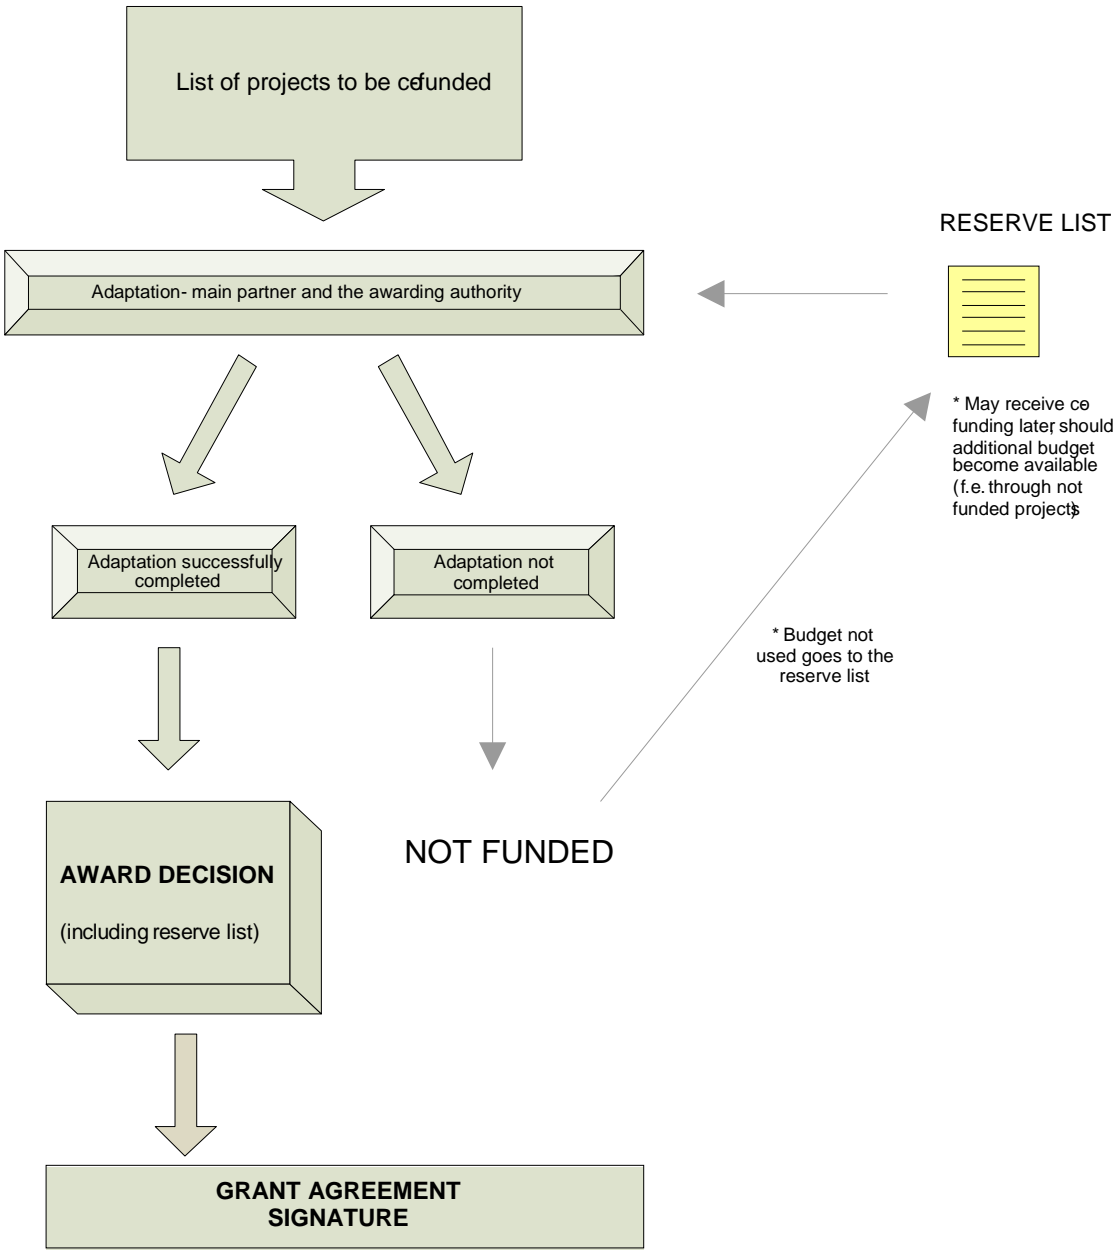 List of projects to be cofunded
RESERVE LIST
Adaptation- main partner and the awarding authority
* May receive co
funding later, should
additional budget
become available
(f.e. through not
funded projects)
Adaptation successfully
completed
Adaptation not
completed
* Budget not
used goes to the
reserve list
NOT FUNDED
AWARD DECISION
(including reserve list)
GRANT AGREEMENT
SIGNATURE